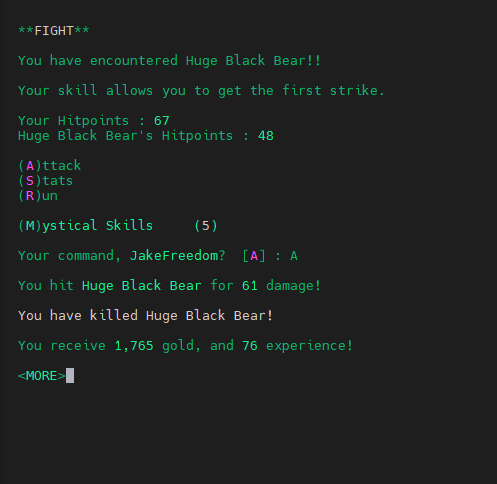 **FIGHT**
You have encountered Huge Black Bear!!
Your skill allows you to get the first strike.
Your Hitpoints : 67
Huge Black Bear's Hitpoints : 48
(A)ttack
(S)tats
(R)un
(M)ystical Skills     (5)
Your command, JakeFreedom?  [A] : A
You hit Huge Black Bear for 61 damage!
You have killed Huge Black Bear!
You receive 1,765 gold, and 76 experience!
<MORE>